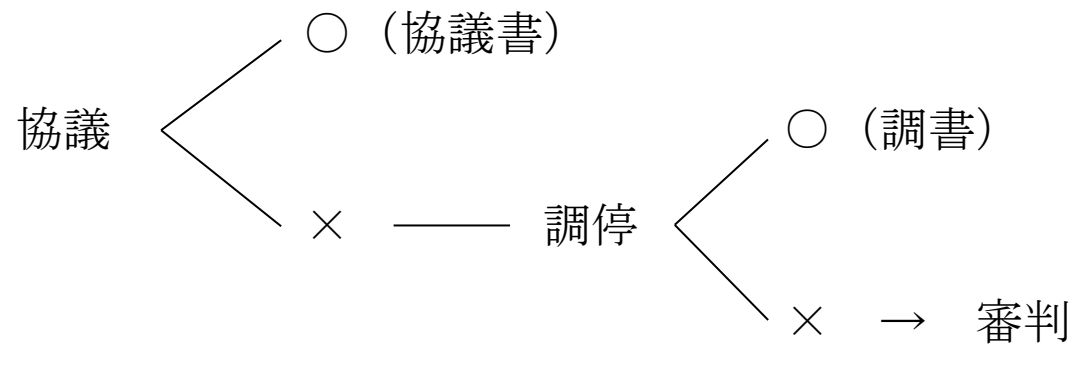 ○（協議書）
協議
○（調書）
× ― 調停
× → 審判